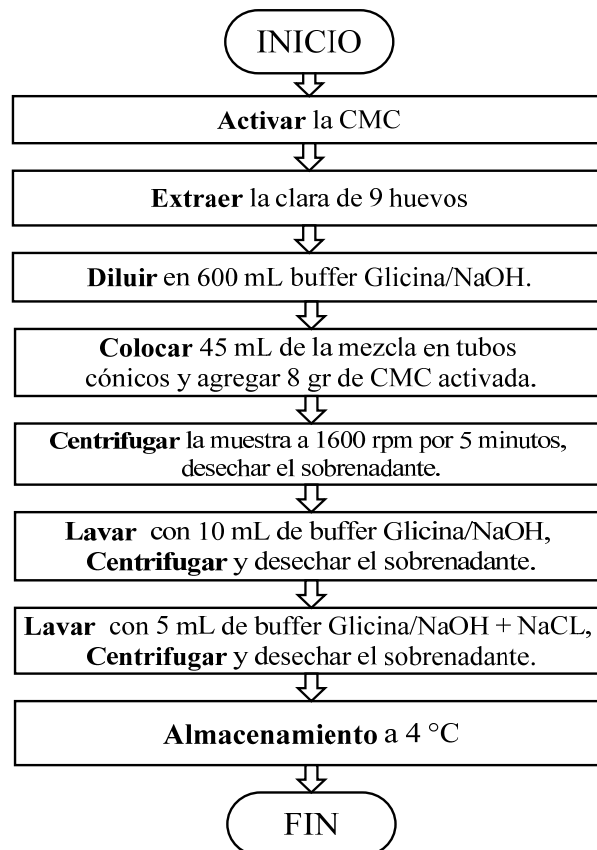 INICIO
Activar la CMC
Extraer la clara de 9 huevos
Diluir en 600 mL buffer Glicina/NaOH.
Colocar 45 mL de la mezcla en tubos
cónicos y agregar 8 gr de CMC activada.
Centrifugar la muestra a 1600 rpm por 5 minutos,
desechar el sobrenadante.
Lavar con 10 mL de buffer Glicina/NaOH,
Centrifugar y desechar el sobrenadante.
Lavar con 5 mL de buffer Glicina/NaOH + NaCL,
Centrifugar y desechar el sobrenadante.
Almacenamiento a 4 °C
FIN